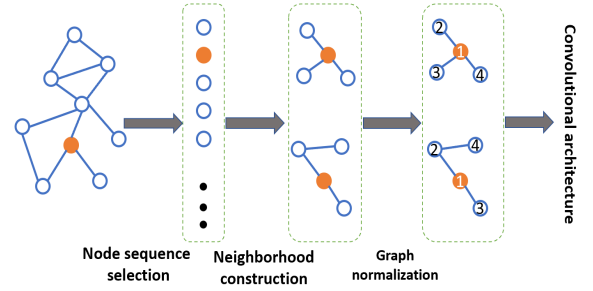 2
1
3
4
2
4
1
3
Node sequence
selection
Neighborhood
construction
Graph
normalization
Convolutional architecture